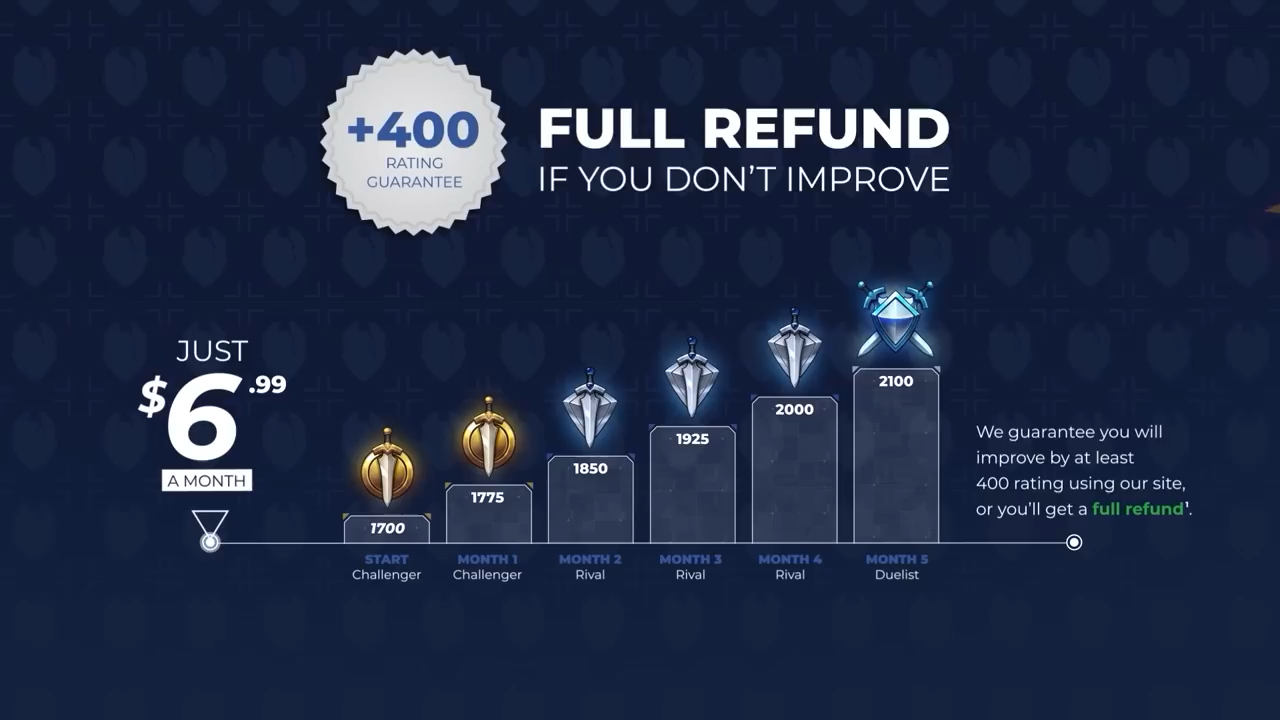 +400
RATING
GUARANTEE
FULL REFUND
IF YOU DON'T IMPROVE
JUST
$6.99
A MONTH
1700
1775
1850
1925
2000
2100
START
Challenger
MONTH 1
Challenger
MONTH 2
Rival
MONTH 3
Rival
MONTH 4
Rival
MONTH 5
Duelist
We guarantee you will
improve by at least
400 rating using our site,
or you'll get a full refund¹.